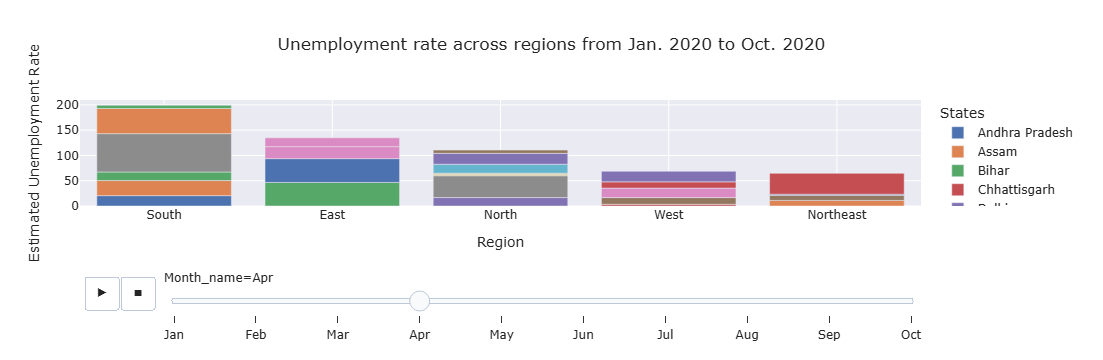 Unemployment rate across regions from Jan. 2020 to Oct. 2020
Estimated Unemployment Rate
200
150
100
50
0
South East North West Northeast
Region
States
Andhra Pradesh
Assam
Bihar
Chhattisgarh
Month_name=Apr
Jan Feb Mar Apr May Jun Jul Aug Sep Oct